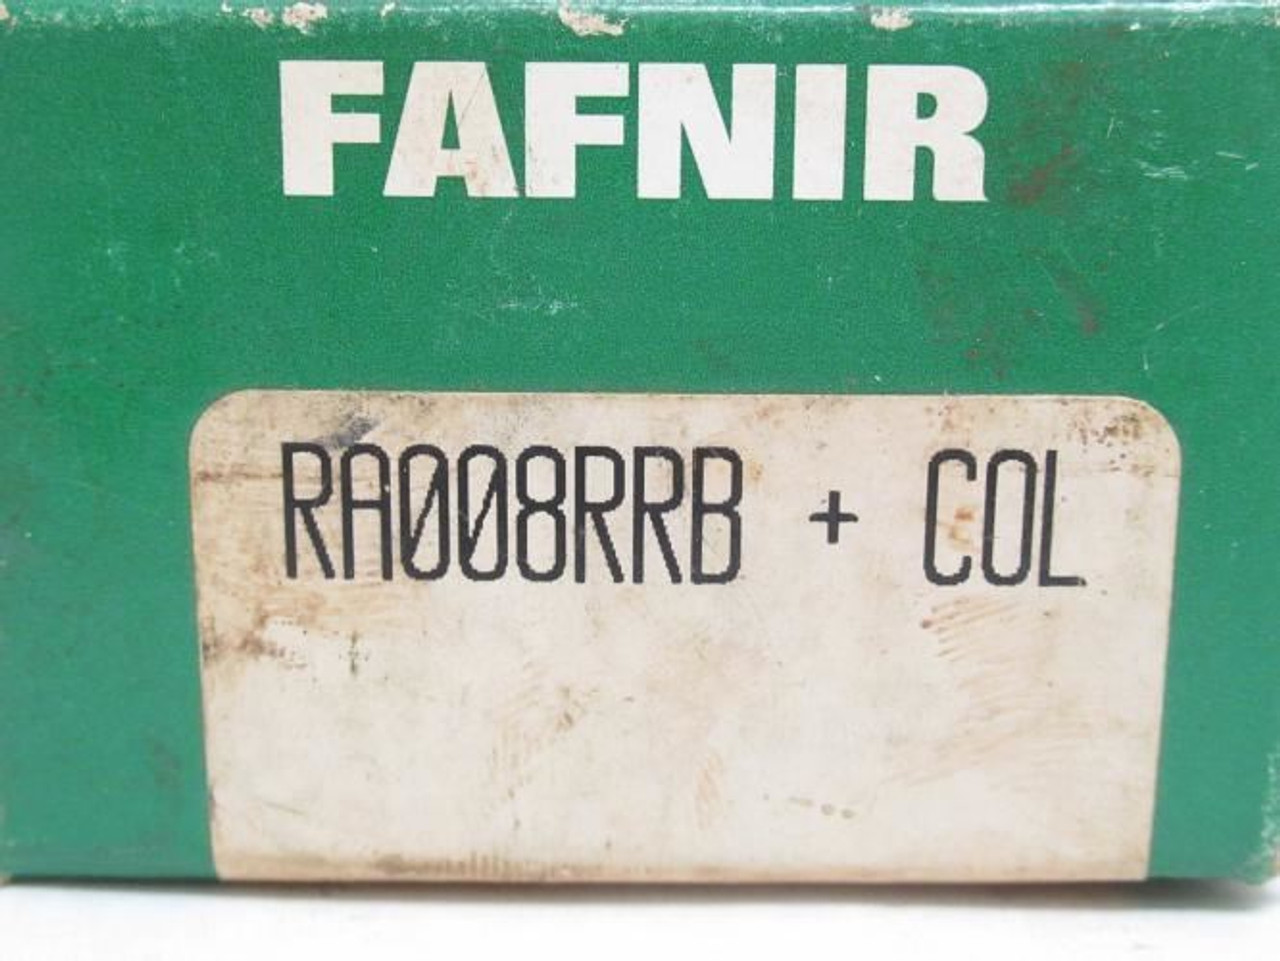 FAFNIR
RA008RRB + COL